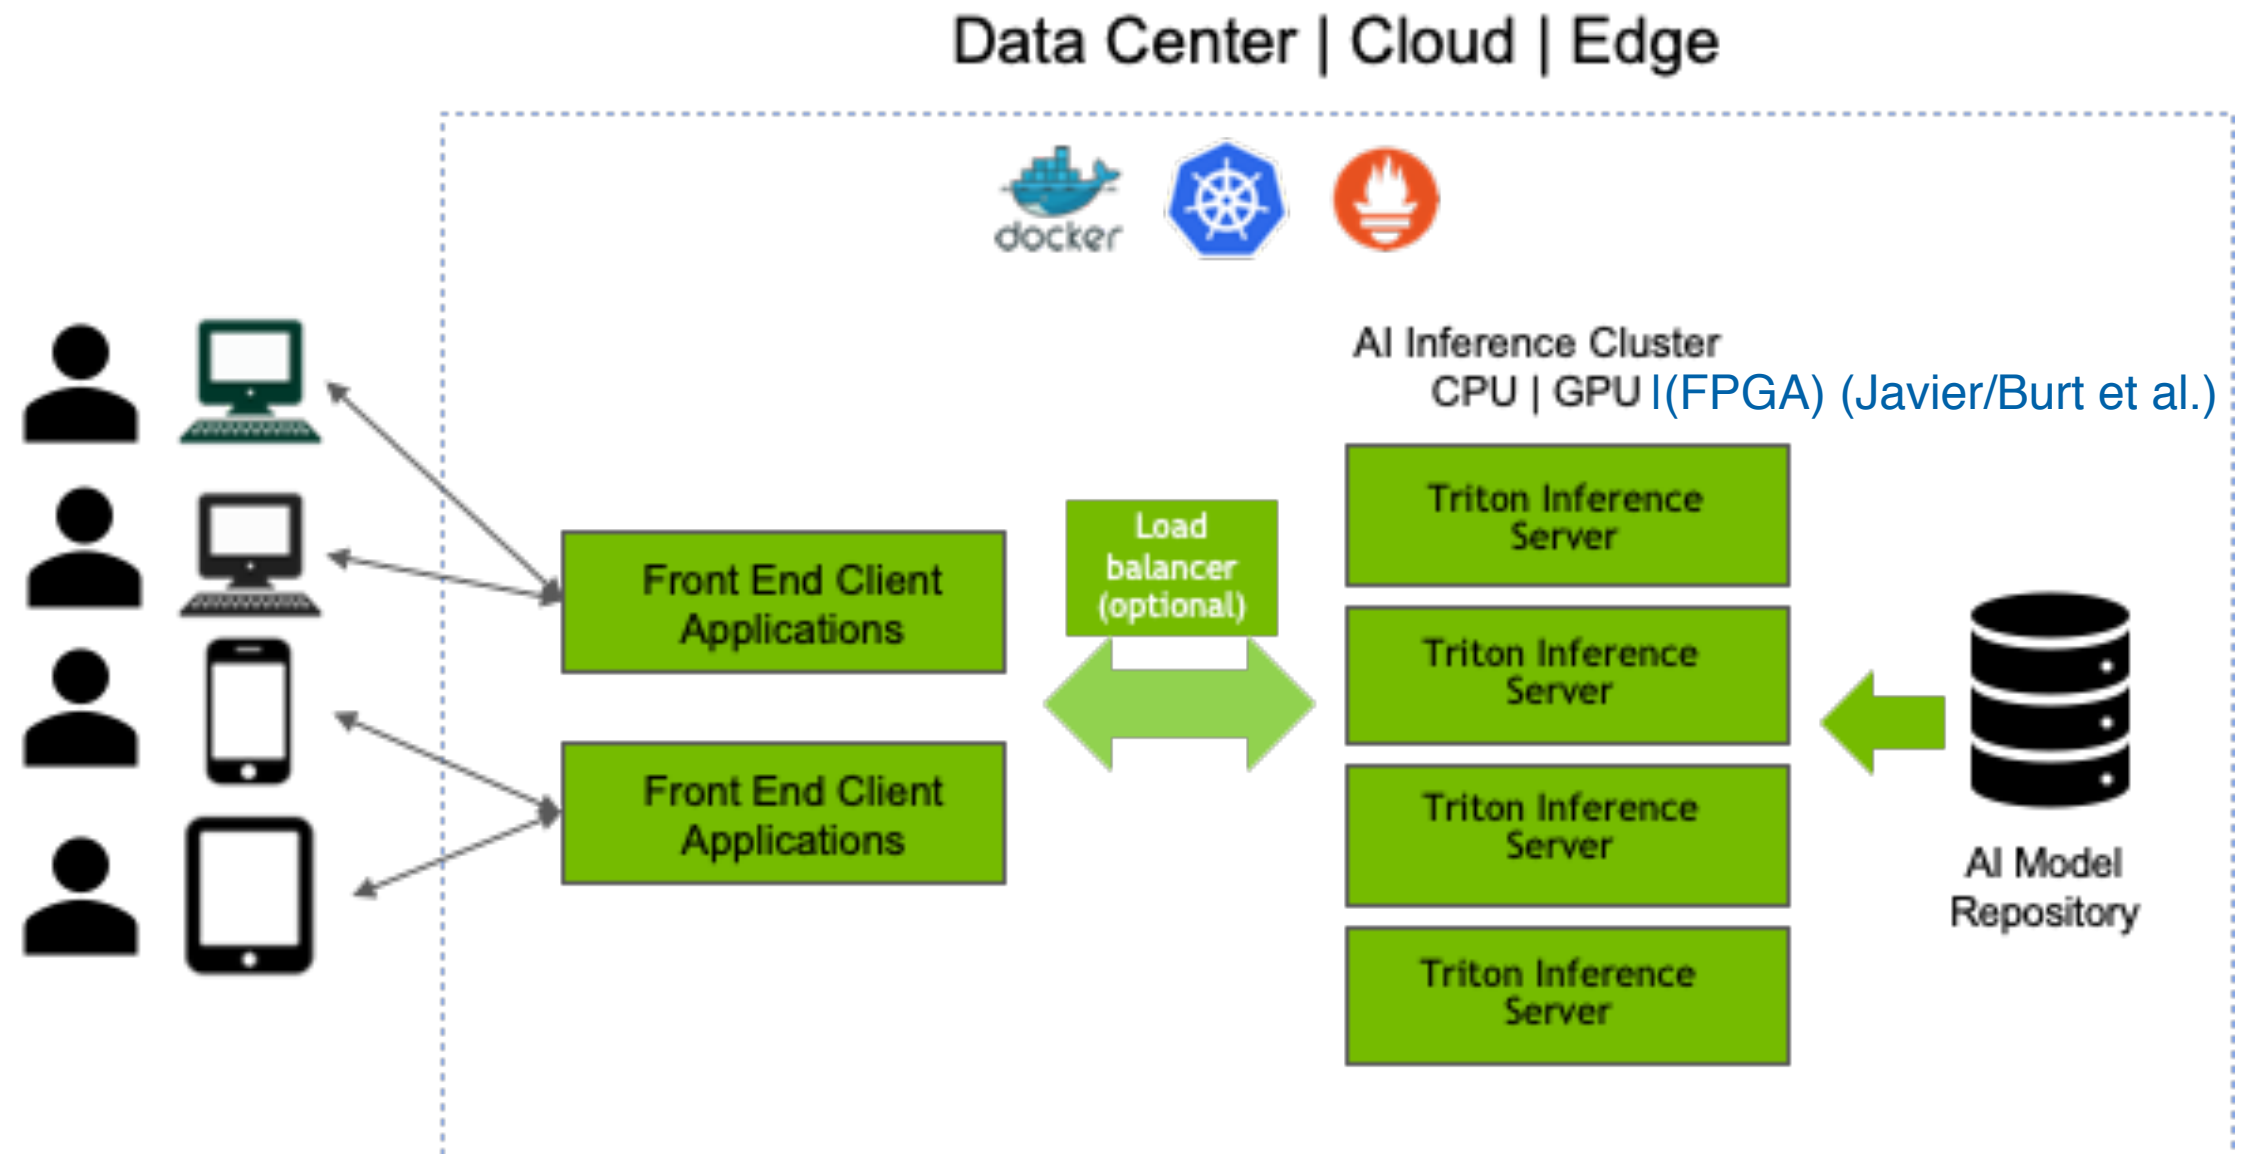 Data Center | Cloud | Edge
docker
AI Inference Cluster
CPU | GPU |(FPGA) (Javier/Burt et al.)
Front End Client
Applications
Front End Client
Applications
Load
balancer
(optional)
Triton Inference
Server
Triton Inference
Server
Triton Inference
Server
Triton Inference
Server
AI Model
Repository